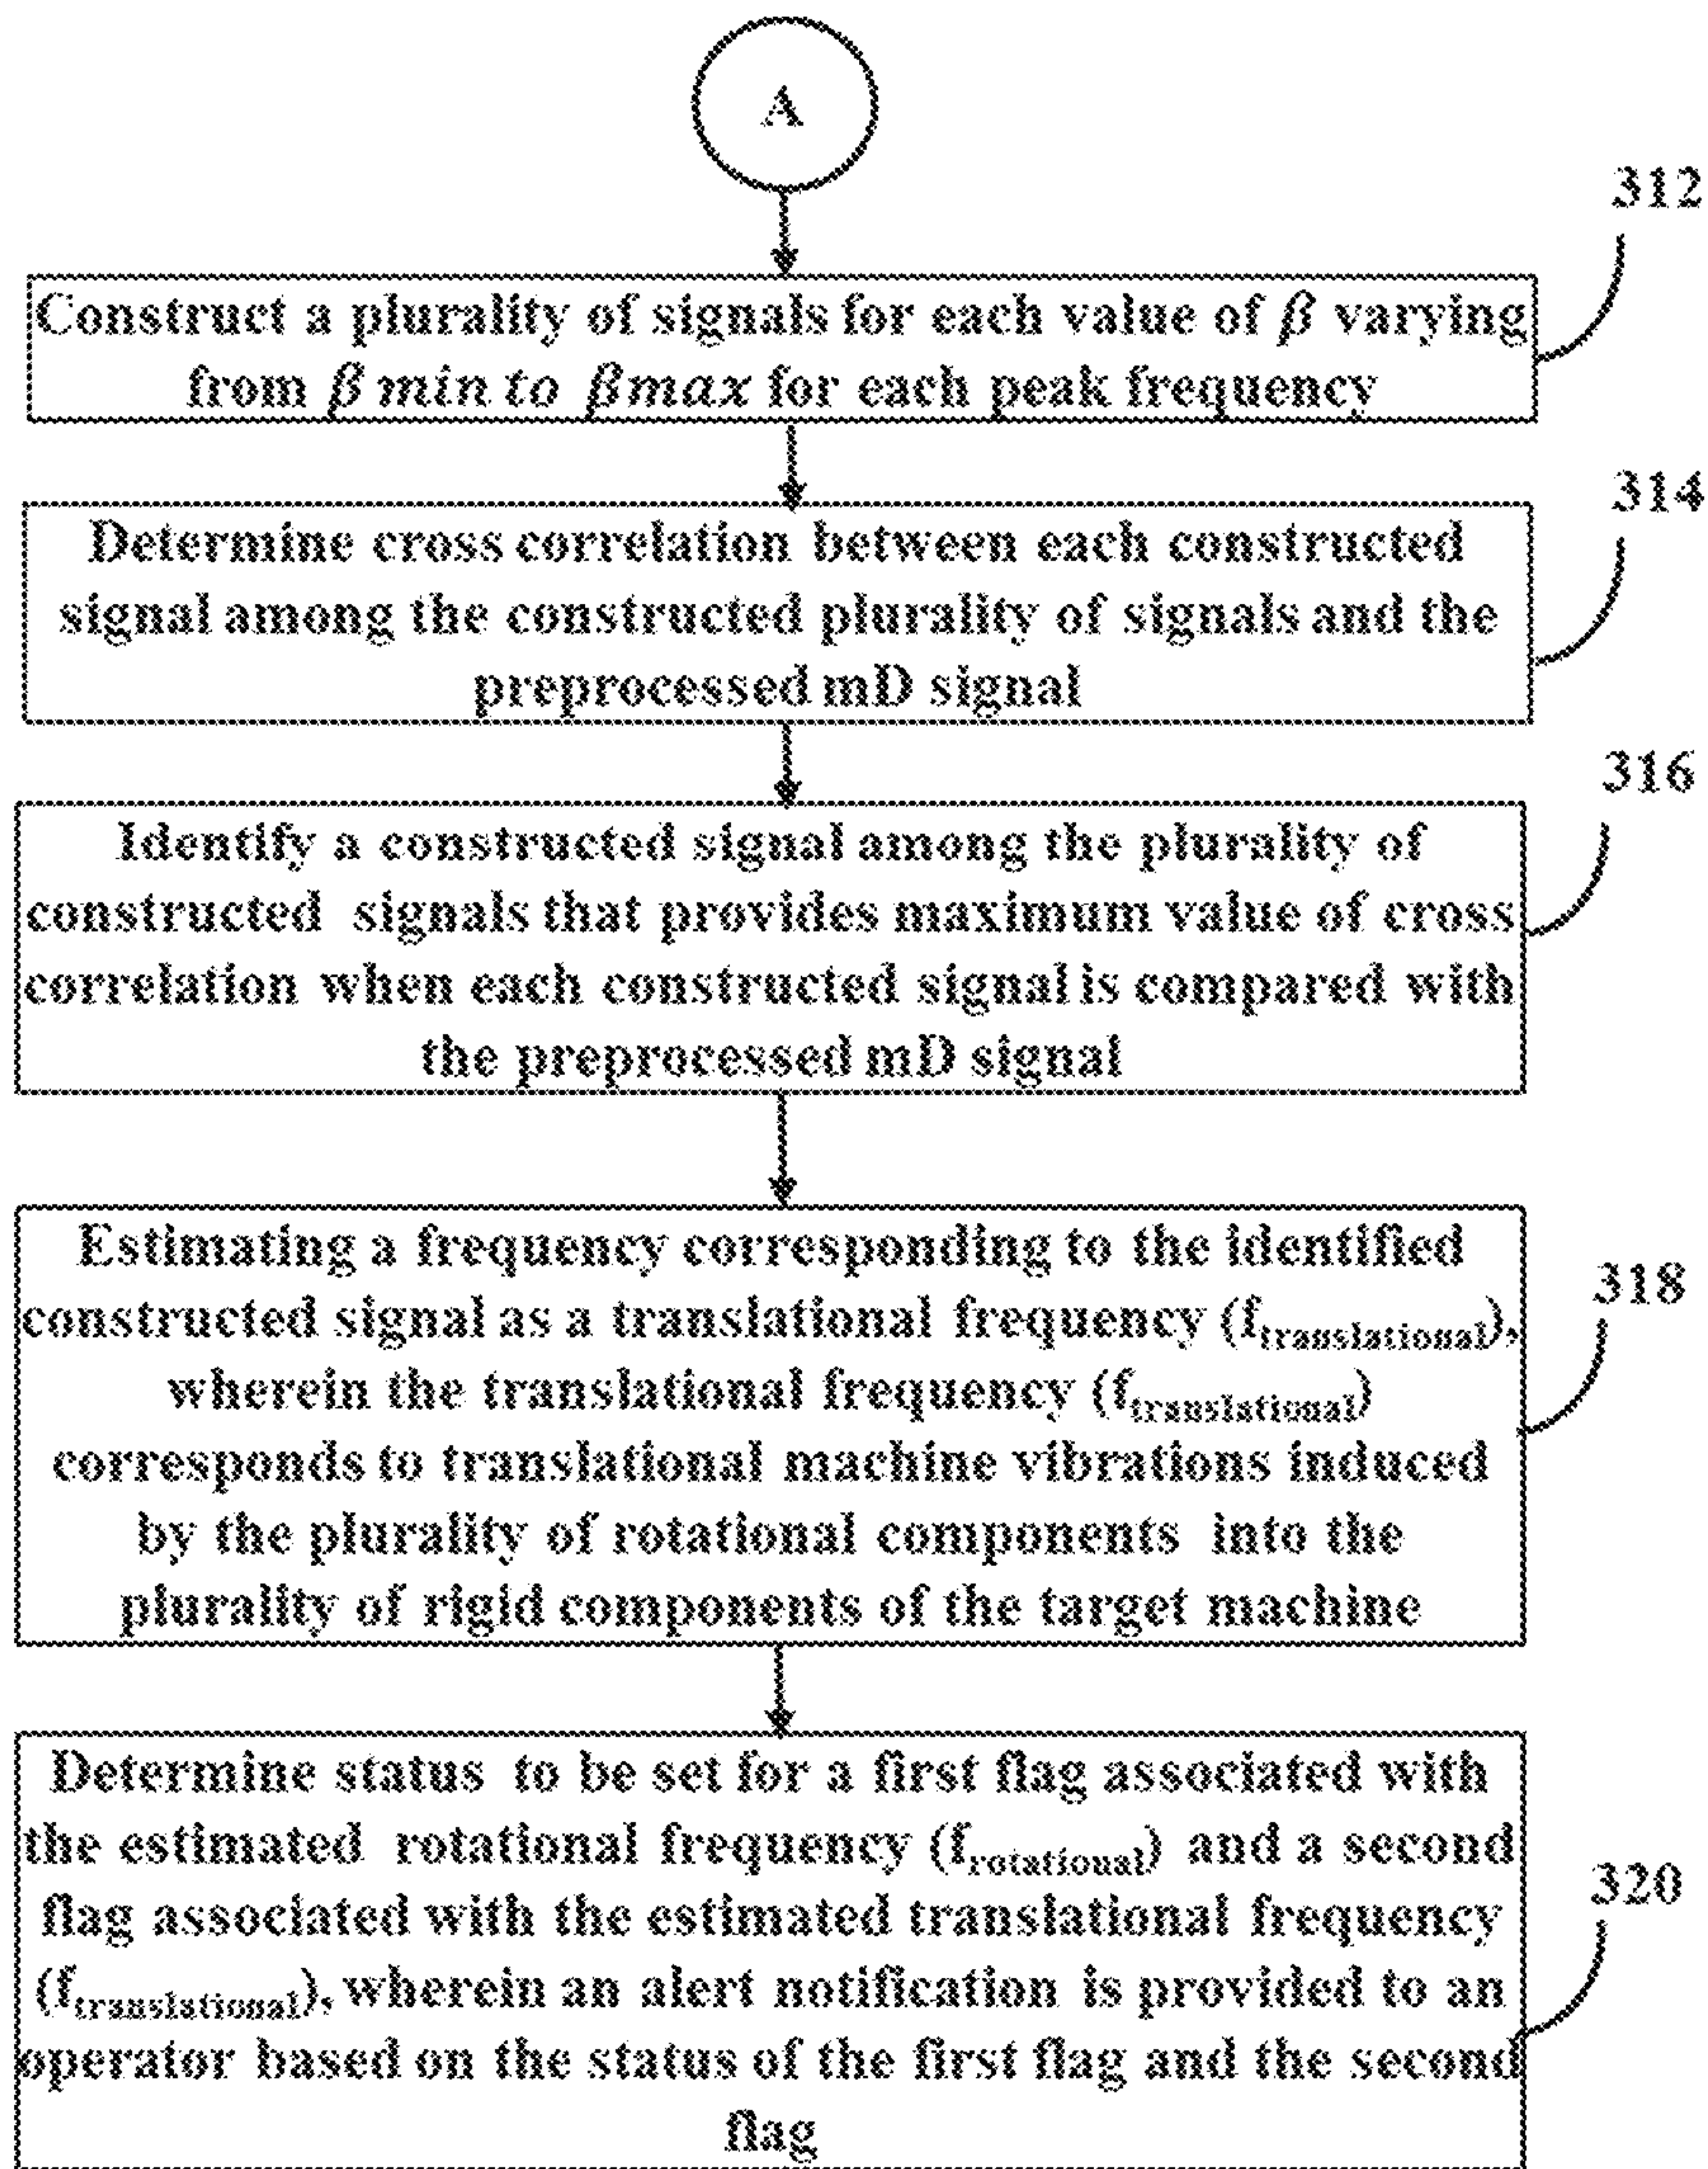 A
312
Construct a plurality of signals for each value of β varying
from β min to βmax for each peak frequency
314
Determine cross correlation between each constructed
signal among the constructed plurality of signals and the
preprocessed mD signal
316
Identify a constructed signal among the plurality of
constructed signals that provides maximum value of cross
correlation when each constructed signal is compared with
the preprocessed mD signal
318
Estimating a frequency corresponding to the identified
constructed signal as a translational frequency (f_translational),
wherein the translational frequency (f_translational)
corresponds to translational machine vibrations induced
by the plurality of rotational components into the
plurality of rigid components of the target machine
320
Determine status to be set for a first flag associated with
the estimated rotational frequency (f_rotational) and a second
flag associated with the estimated translational frequency
(f_translational), wherein an alert notification is provided to an
operator based on the status of the first flag and the second
flag